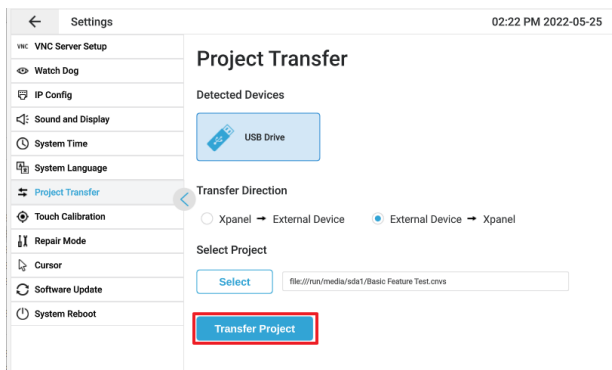 Settings
02:22 PM 2022-05-25
VNC VNC Server Setup
Watch Dog
IP Config
Sound and Display
System Time
System Language
Project Transfer
Touch Calibration
Repair Mode
Cursor
Software Update
System Reboot
Project Transfer
Detected Devices
USB Drive
Transfer Direction
Xpanel → External Device
External Device → Xpanel
Select Project
Select
file:///run/media/sda1/Basic Feature Test.cnvs
Transfer Project